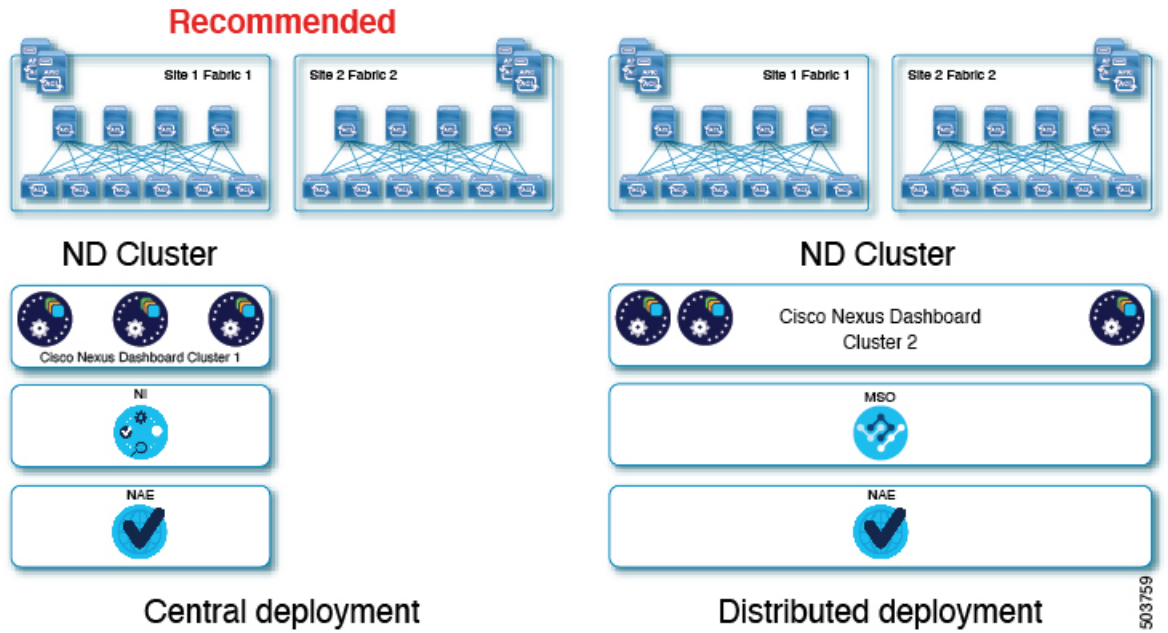 Recommended
Site 1 Fabric 1
Site 2 Fabric 2
Site 1 Fabric 1
Site 2 Fabric 2
ND Cluster
ND Cluster
Cisco Nexus Dashboard Cluster 1
Cisco Nexus Dashboard
Cluster 2
NI
MSO
NAE
NAE
Central deployment
Distributed deployment
503759